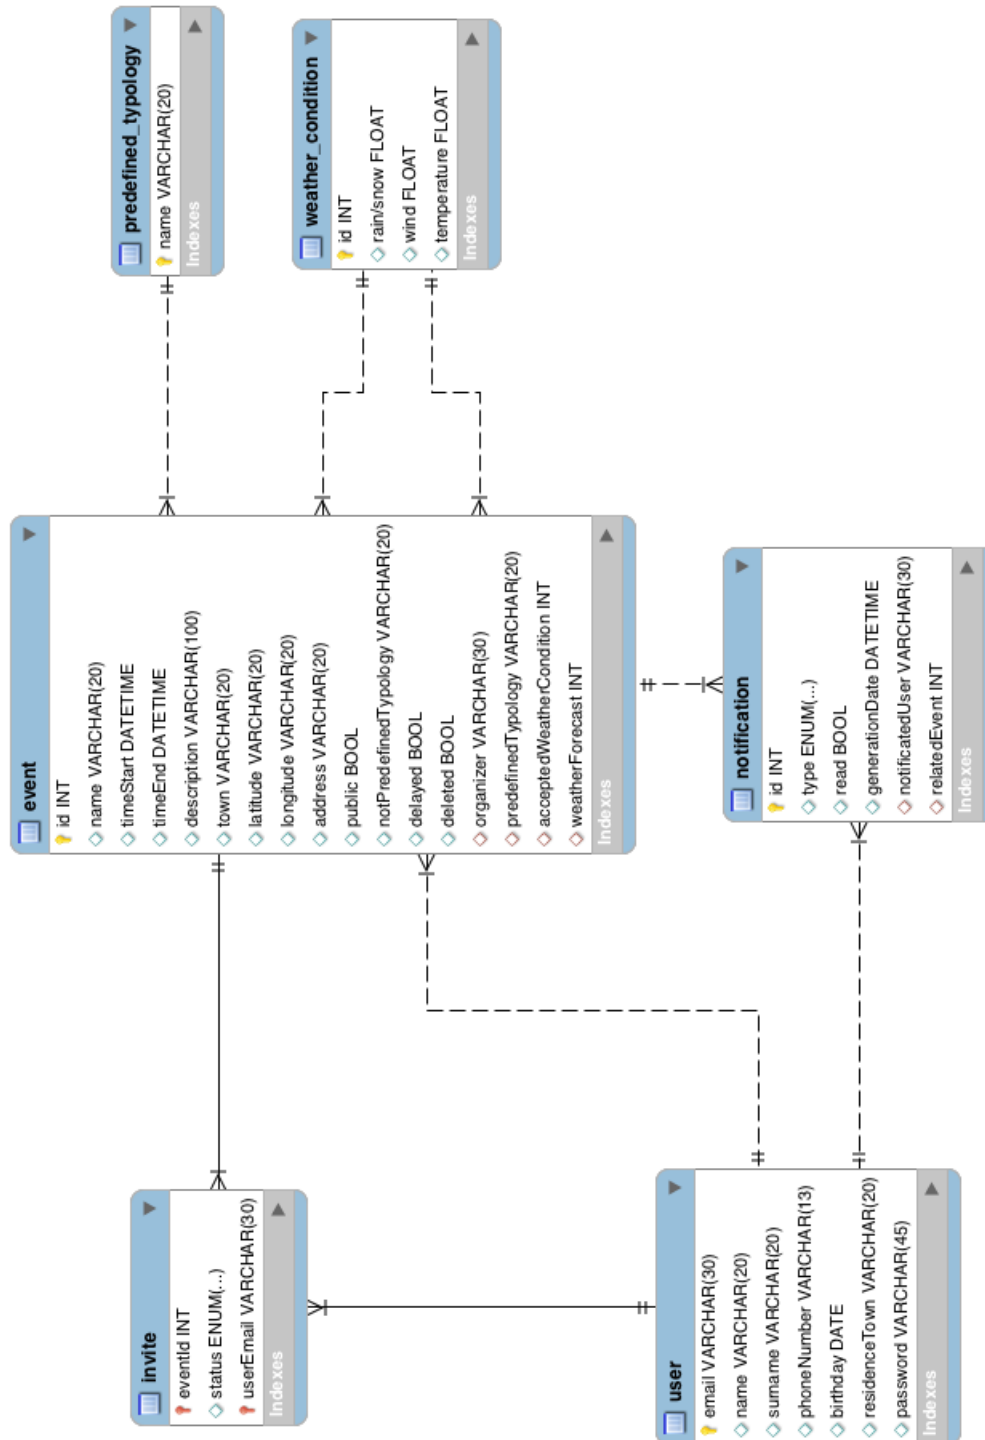 predefined_typology
name VARCHAR(20)
Indexes
weather_condition
id INT
rain/snow FLOAT
wind FLOAT
temperature FLOAT
Indexes
event
id INT
name VARCHAR(20)
timeStart DATETIME
timeEnd DATETIME
description VARCHAR(100)
town VARCHAR(20)
latitude VARCHAR(20)
longitude VARCHAR(20)
address VARCHAR(20)
public BOOL
notPredefinedTypology VARCHAR(20)
delayed BOOL
deleted BOOL
organizer VARCHAR(30)
predefinedTypology VARCHAR(20)
acceptedWeatherCondition INT
weatherForecast INT
Indexes
notification
id INT
type ENUM(...)
read BOOL
generationDate DATETIME
notificatedUser VARCHAR(30)
relatedEvent INT
Indexes
invite
eventId INT
status ENUM(...)
userEmail VARCHAR(30)
Indexes
user
email VARCHAR(30)
name VARCHAR(20)
surname VARCHAR(20)
phoneNumber VARCHAR(13)
birthday DATE
residenceTown VARCHAR(20)
password VARCHAR(45)
Indexes